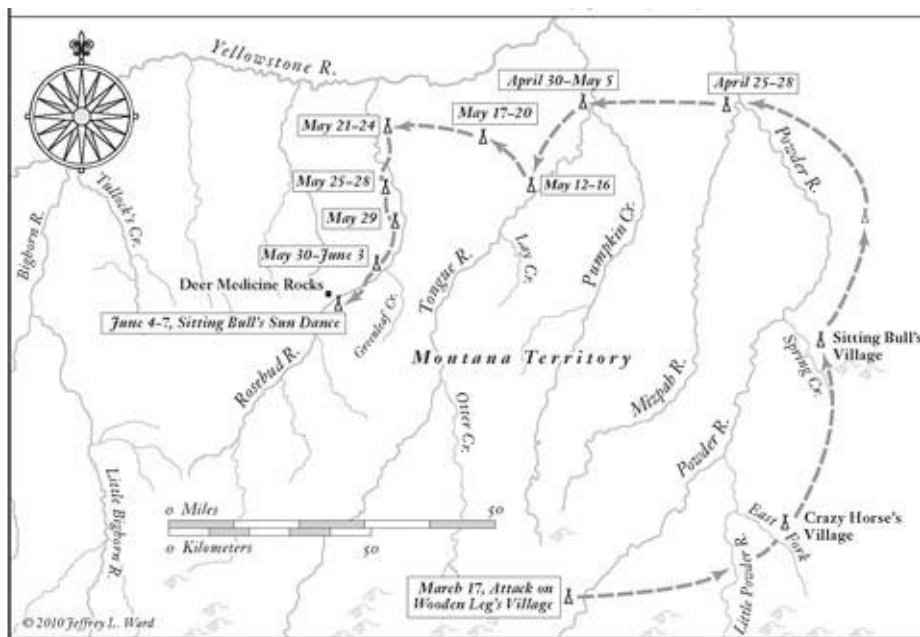 Yellowstone R.
April 30–May 5
April 25–28
May 17–20
May 21–24
Powder R.
May 25–28
May 12–16
Tullock's Cr.
May 29
Bighorn R.
Lay Cr.
Pumpkin Cr.
May 30–June 3
Tongue R.
Deer Medicine Rocks
June 4-7, Sitting Bull's Sun Dance
Greenleaf Cr.
Sitting Bull's
Village
Montana Territory
Spring Cr.
Rosebud R.
Mizpah R.
Otter Cr.
Powder R.
Little Bighorn R.
0 Miles 50
0 Kilometers 50
East Fork
Crazy Horse's
Village
Little Powder R.
March 17, Attack on
Wooden Leg's Village
© 2010 Jeffrey L. Ward